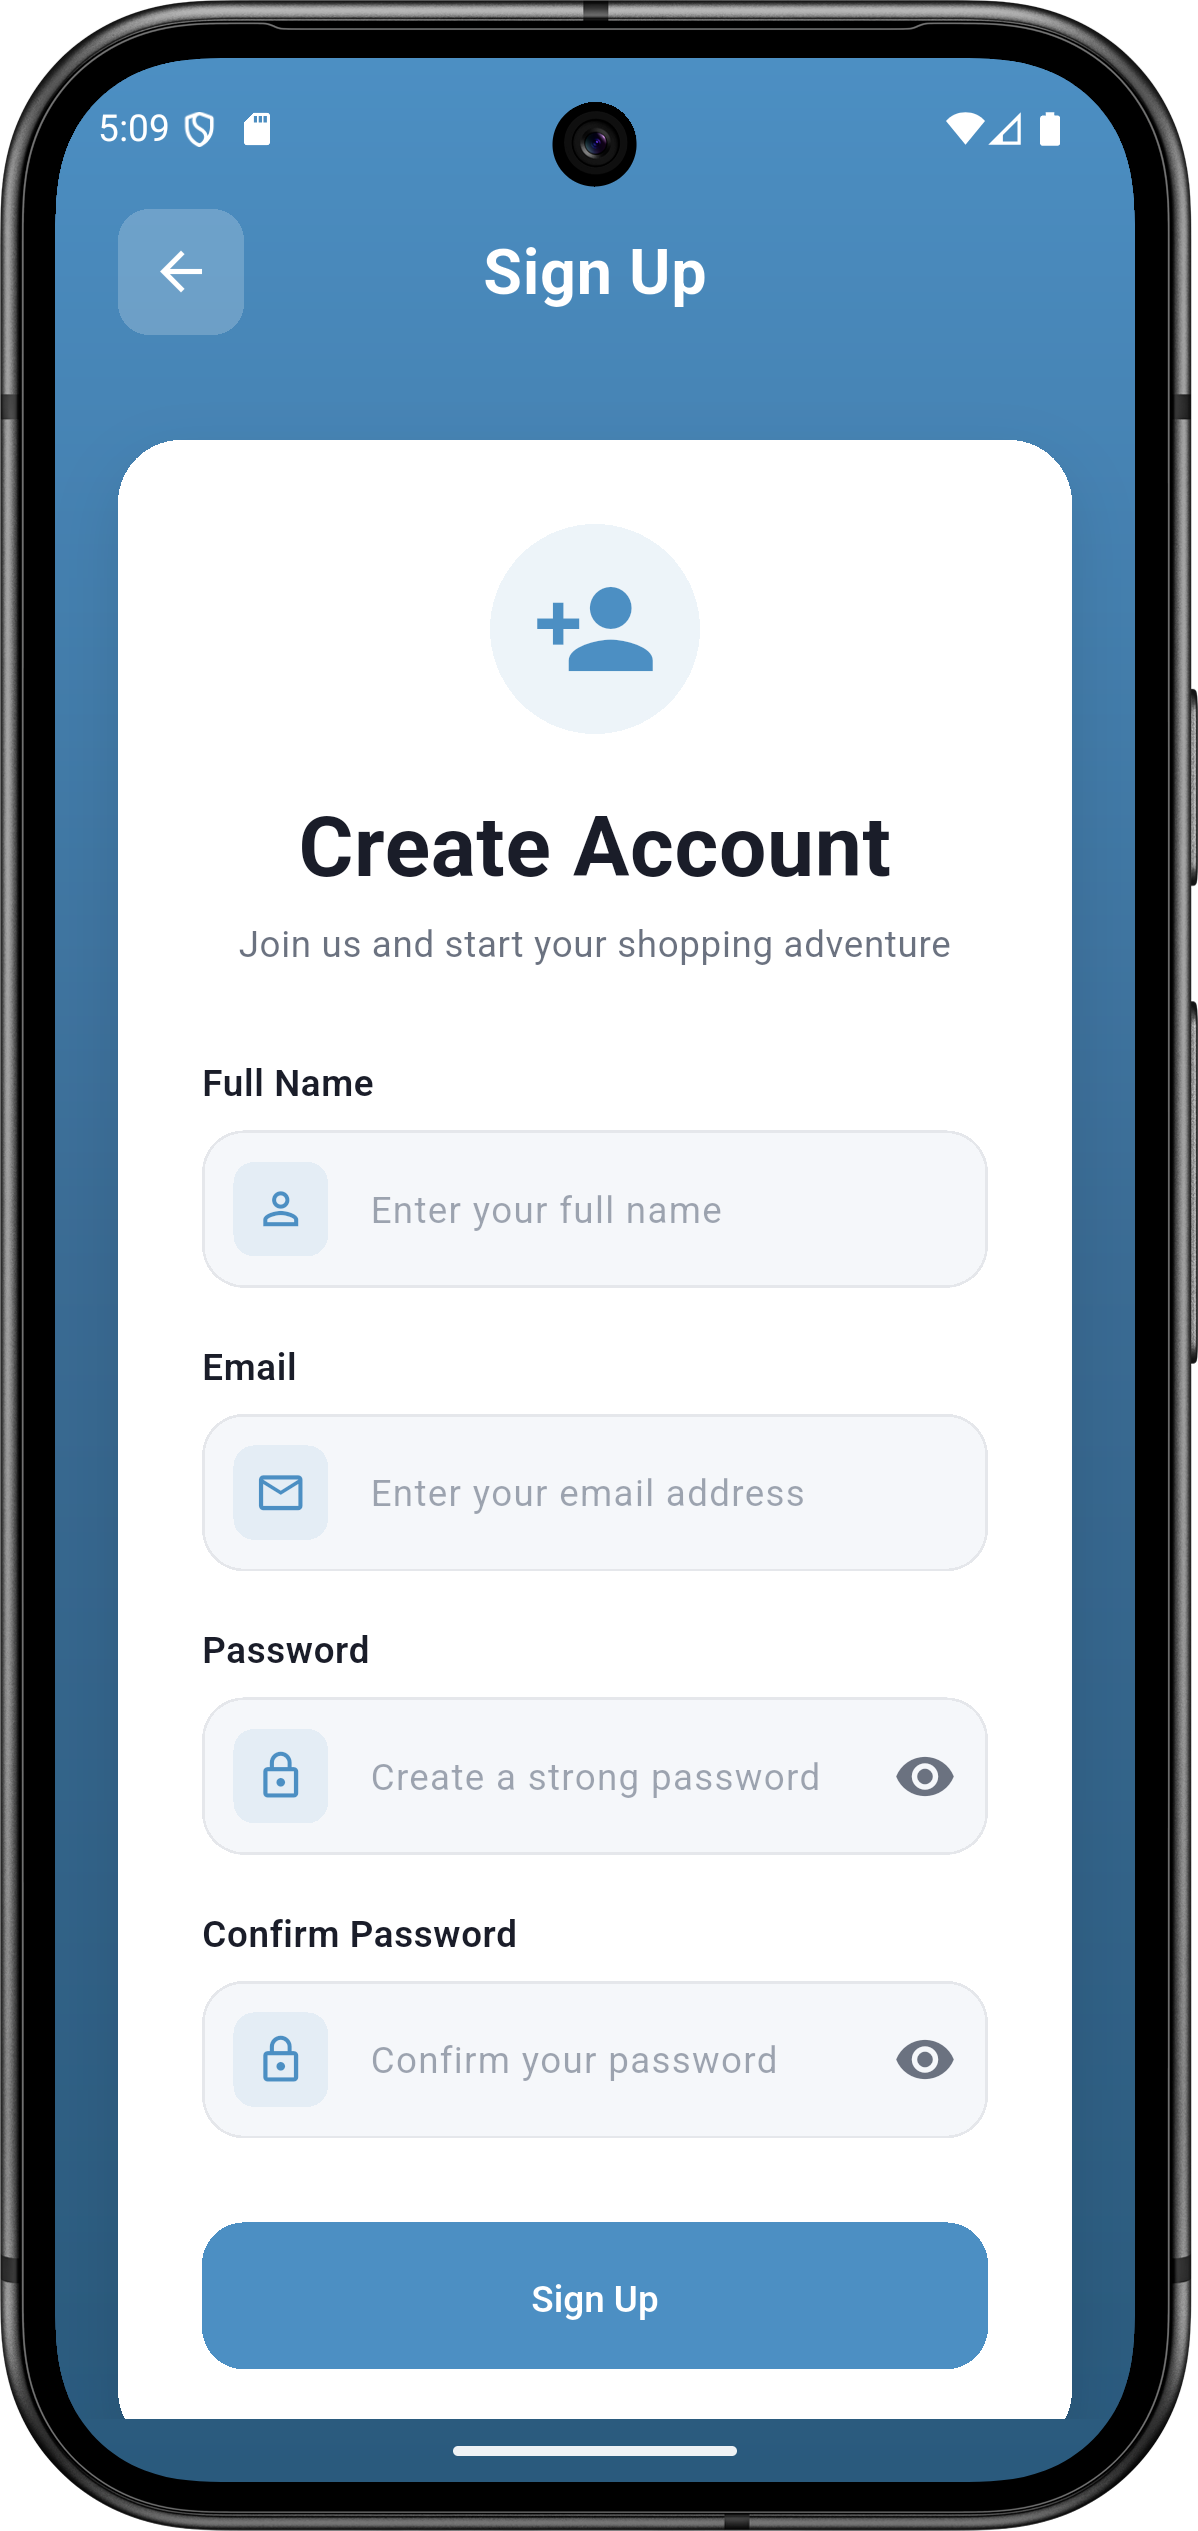 5:09
Sign Up
Create Account
Join us and start your shopping adventure
Full Name
Enter your full name
Email
Enter your email address
Password
Create a strong password
Confirm Password
Confirm your password
Sign Up